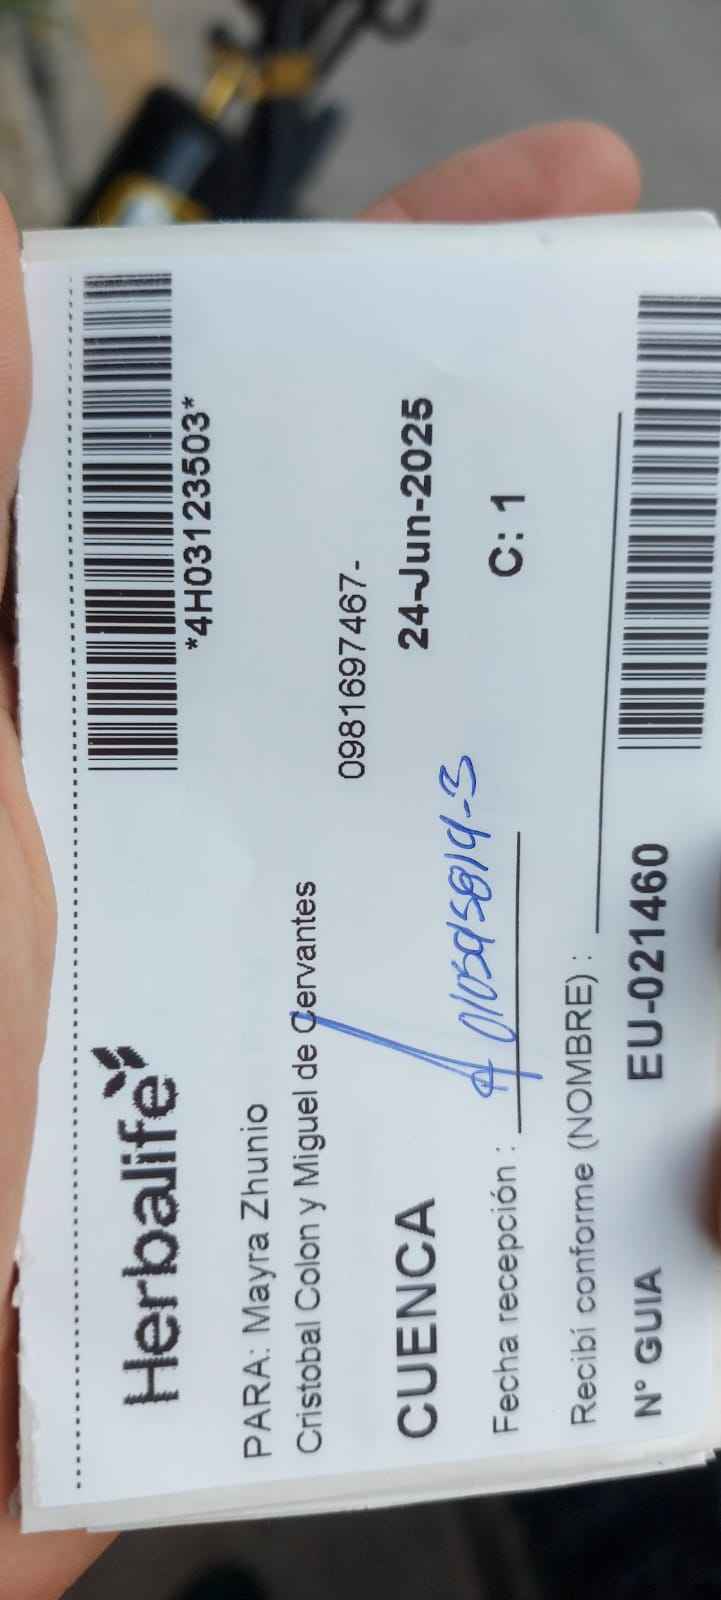 Herbalife
*4H03123503*
PARA: Mayra Zhunio
Cristobal Colon y Miguel de Cervantes
0981697467-
CUENCA
24-Jun-2025
Fecha recepción :
C: 1
Recibí conforme (NOMBRE) :
N° GUIA
EU-021460